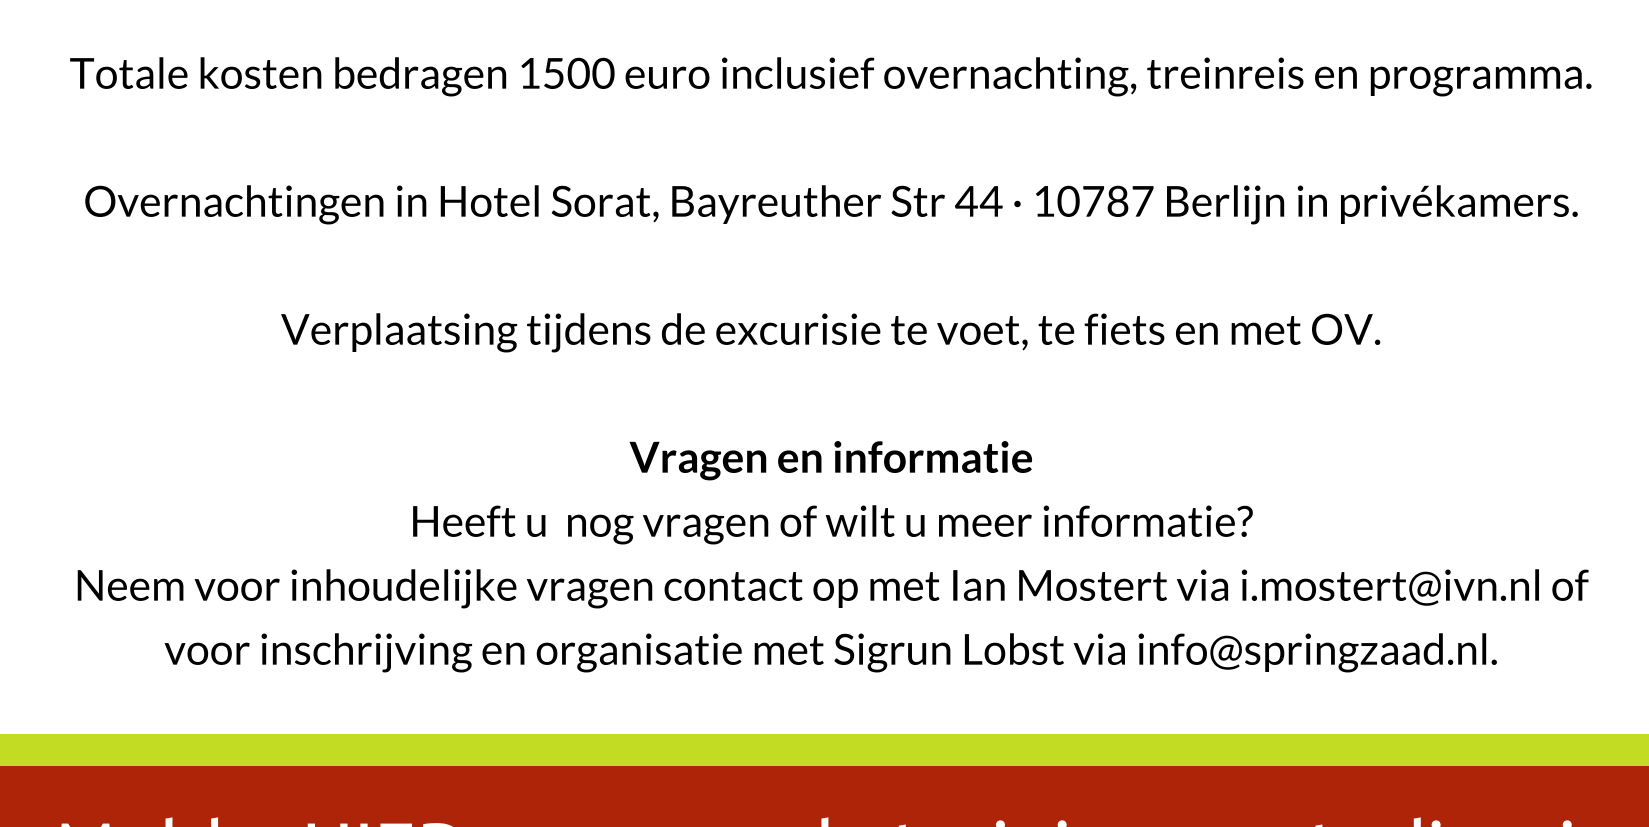 Totale kosten bedragen 1500 euro inclusief overnachting, treinreis en programma.
Overnachtingen in Hotel Sorat, Bayreuther Str 44 · 10787 Berlijn in privékamers.
Verplaatsing tijdens de excurisie te voet, te fiets en met OV.
Vragen en informatie
Heeft u  nog vragen of wilt u meer informatie?
Neem voor inhoudelijke vragen contact op met Ian Mostert via i.mostert@ivn.nl of
voor inschrijving en organisatie met Sigrun Lobst via info@springzaad.nl.